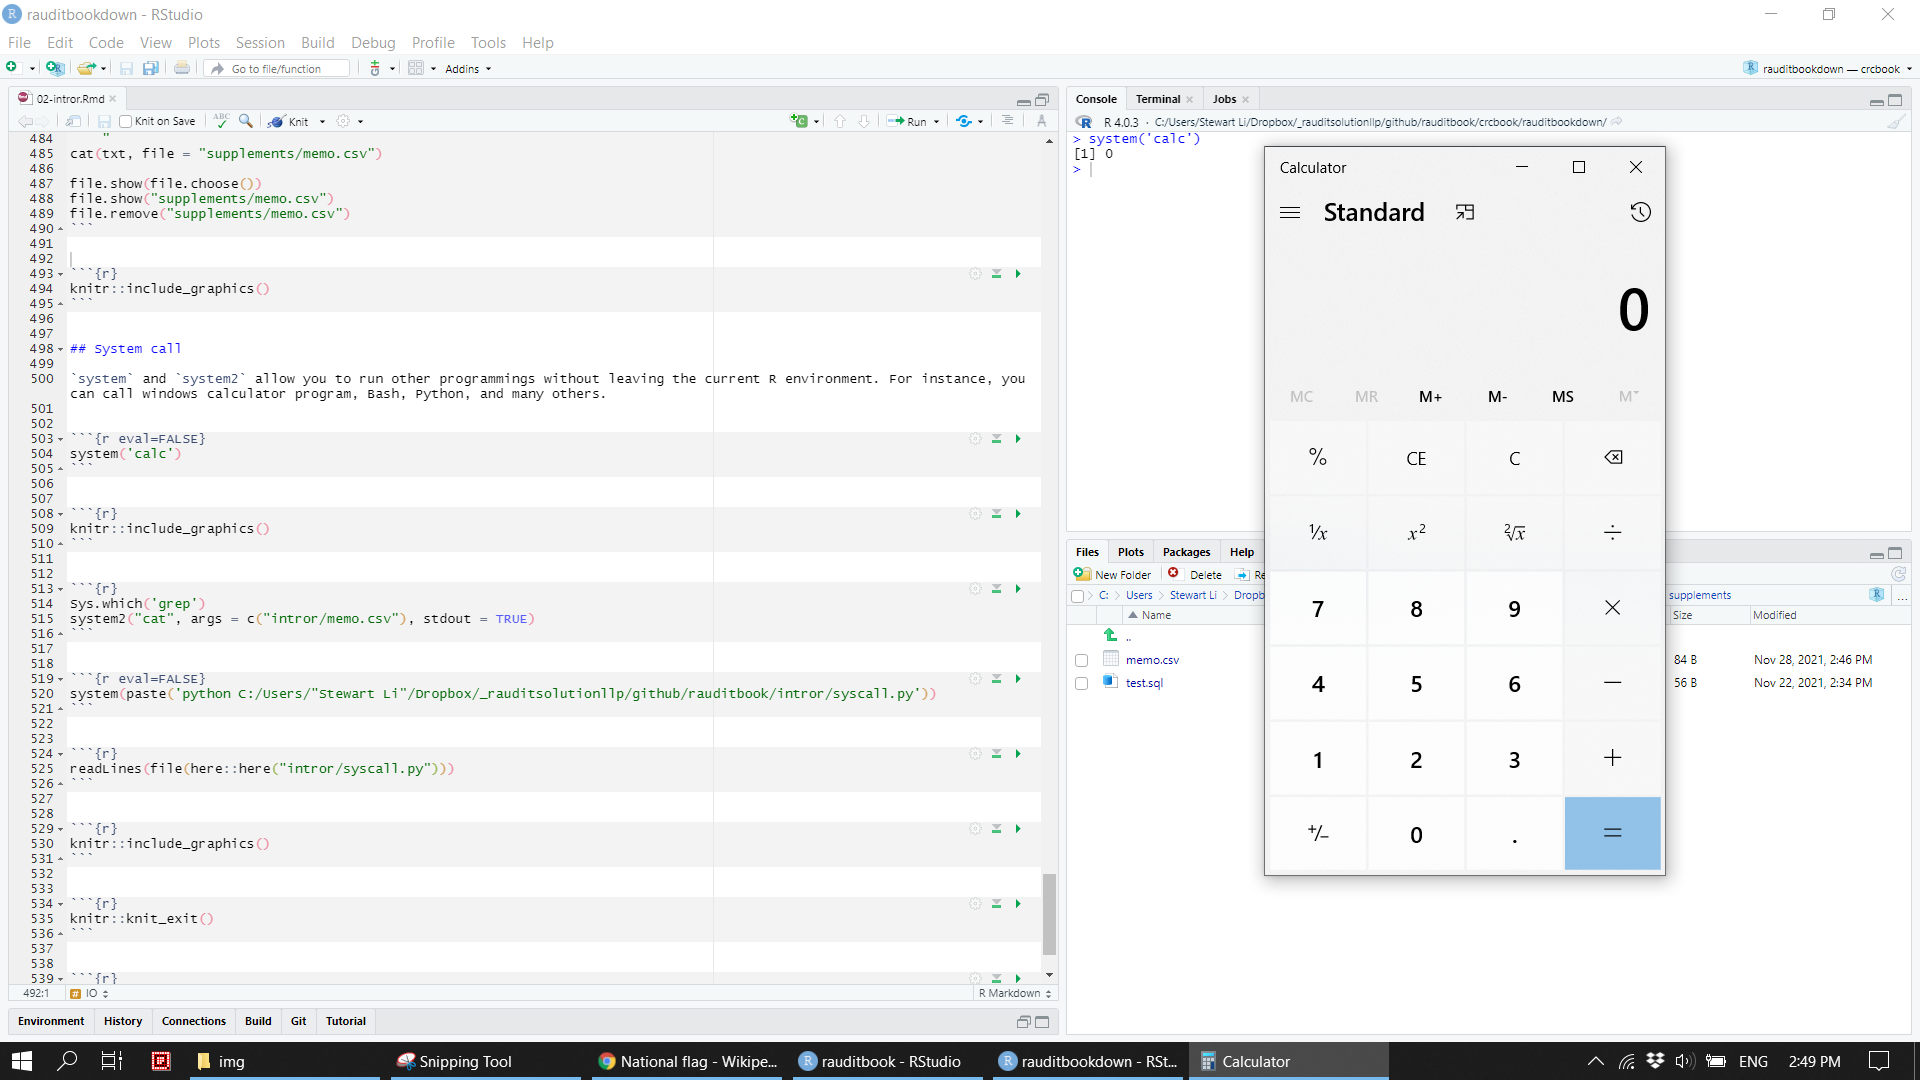 rauditbookdown - RStudio
File Edit Code View Plots Session Build Debug Profile Tools Help
Go to file/function Addins rauditbookdown — crcbook
02-intror.Rmd
Knit on Save ABC Knit Run
484 "
485 cat(txt, file = "supplements/memo.csv")
486
487 file.show(file.choose())
488 file.show("supplements/memo.csv")
489 file.remove("supplements/memo.csv")
490 ```
491
492
493 ```{r}
494 knitr::include_graphics()
495 ```
496
497
498 ## System call
499
500 `system` and `system2` allow you to run other programmings without leaving the current R environment. For instance, you
can call windows calculator program, Bash, Python, and many others.
501
502
503 ```{r eval=FALSE}
504 system('calc')
505 ```
506
507
508 ```{r}
509 knitr::include_graphics()
510 ```
511
512
513 ```{r}
514 Sys.which('grep')
515 system2("cat", args = c("intror/memo.csv"), stdout = TRUE)
516 ```
517
518
519 ```{r eval=FALSE}
520 system(paste('python C:/Users/"Stewart Li"/Dropbox/_rauditsolutionllp/github/rauditbook/intror/syscall.py'))
521 ```
522
523
524 ```{r}
525 readLines(file(here::here("intror/syscall.py")))
526 ```
527
528
529 ```{r}
530 knitr::include_graphics()
531 ```
532
533
534 ```{r}
535 knitr::knit_exit()
536 ```
537
538
539 ```{r}
492:1 # IO R Markdown
Environment History Connections Build Git Tutorial
Console Terminal Jobs
R 4.0.3 · C:/Users/Stewart Li/Dropbox/_rauditsolutionllp/github/rauditbook/crcbook/rauditbookdown/
> system('calc')
[1] 0
>
Files Plots Packages Help
New Folder Delete Re
C: Users Stewart Li Dropb supplements ...
Name Size Modified
..
memo.csv 84 B Nov 28, 2021, 2:46 PM
test.sql 56 B Nov 22, 2021, 2:34 PM
Calculator
Standard
0
MC MR M+ M- MS M˅
% CE C
¹/x x² ²√x ÷
7 8 9 ×
4 5 6 −
1 2 3 +
+/− 0 . =
img Snipping Tool National flag - Wikipe... rauditbook - RStudio rauditbookdown - RSt... Calculator ENG 2:49 PM